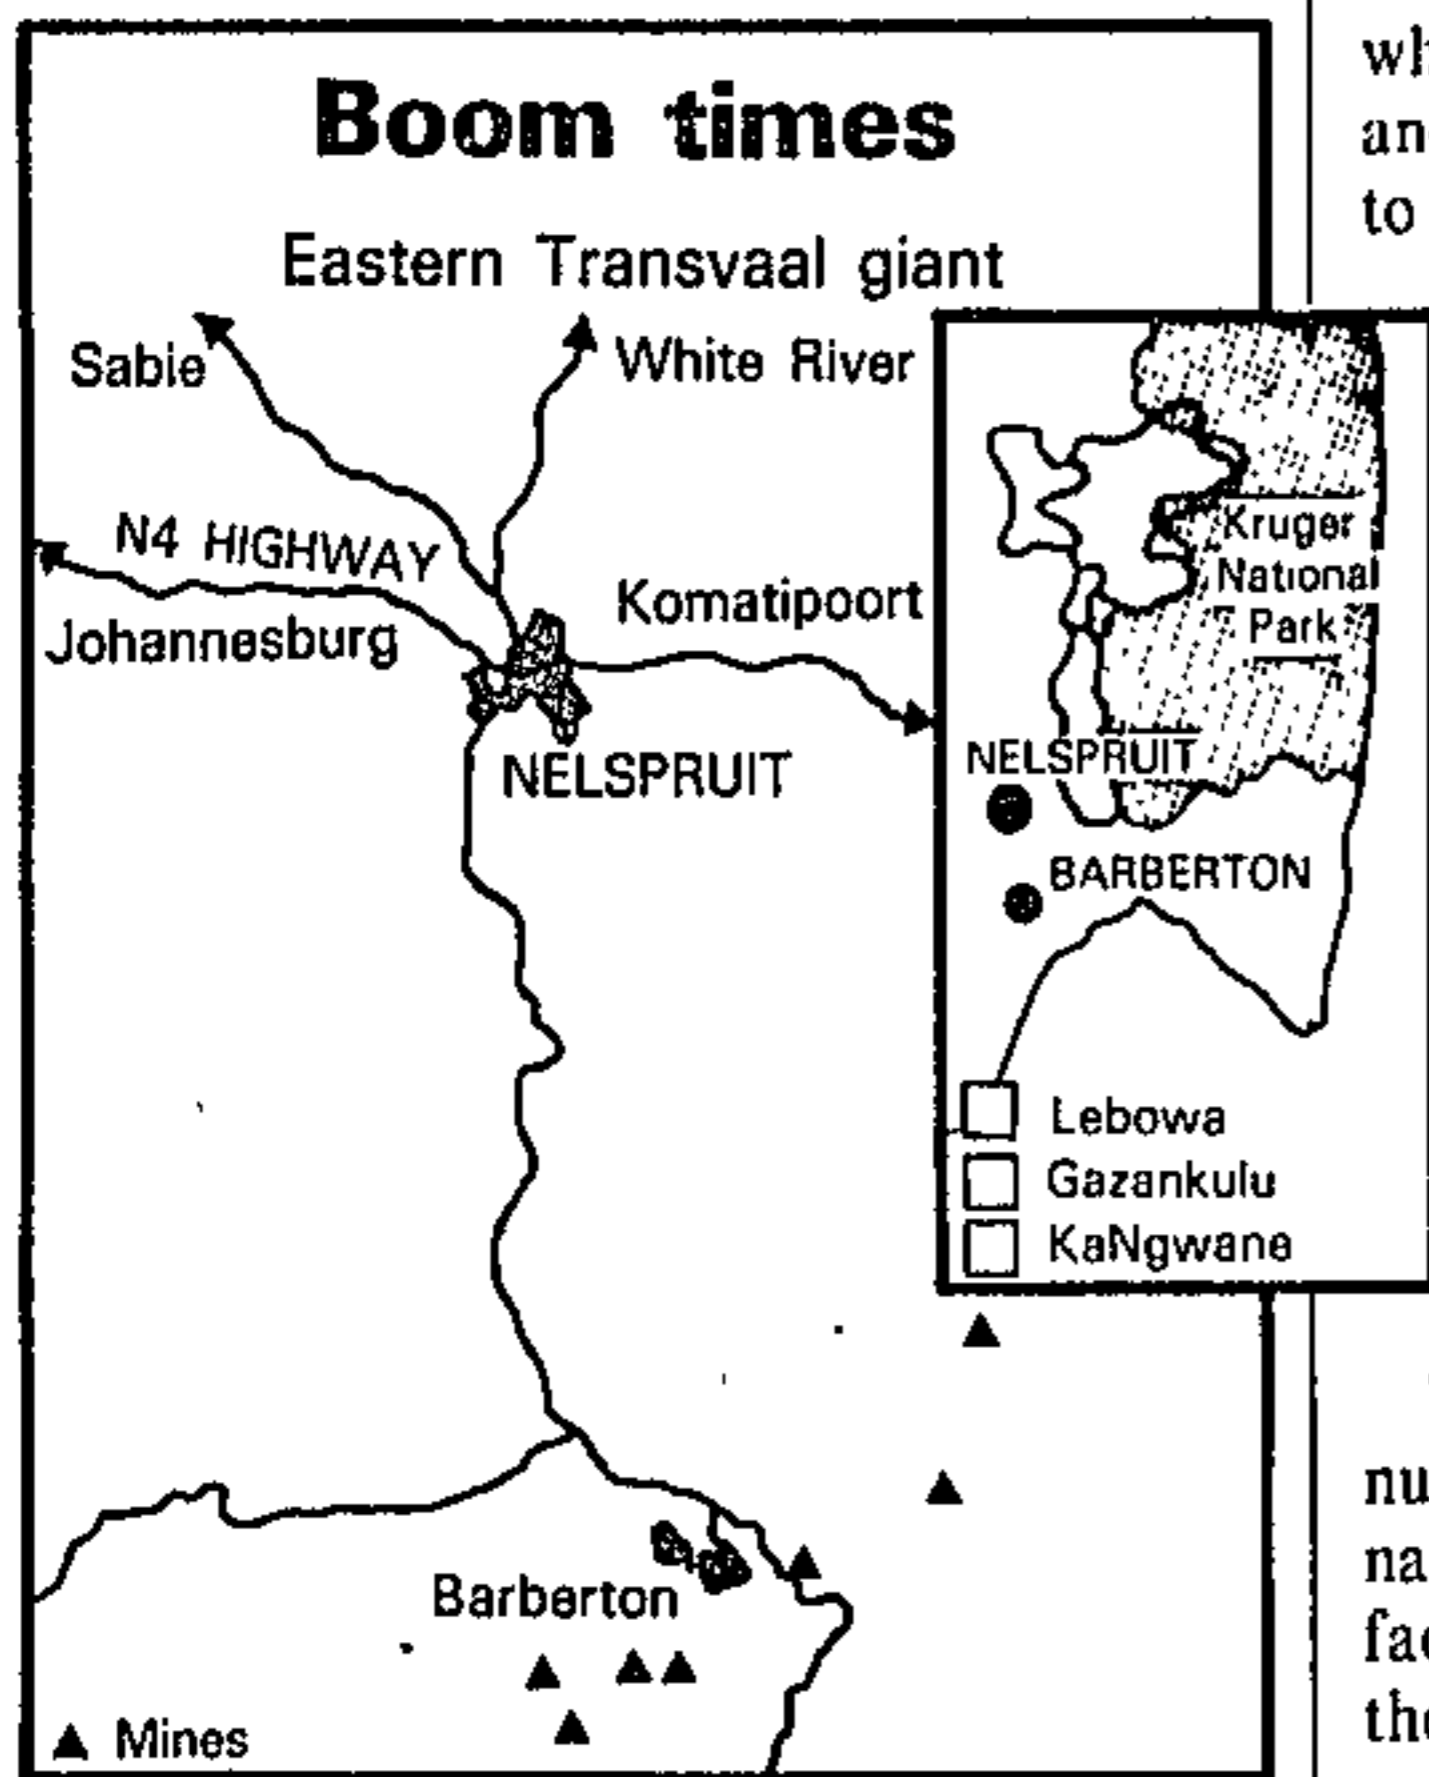 Boom times
Eastern Transvaal giant
Sabie
White River
N4 HIGHWAY
Johannesburg
Komatipoort
NELSPRUIT
Barberton
▲ Mines
Kruger
National
Park
NELSPRUIT
BARBERTON
Lebowa
Gazankulu
KaNgwane
to